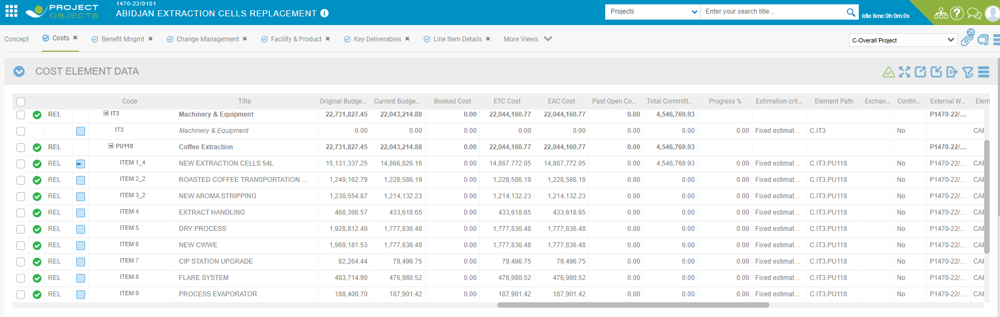 PROJECT OBJECTS
1470-22/0101
ABIDJAN EXTRACTION CELLS REPLACEMENT
Projects Enter your search title... Idle time:0h:0m:0s
Concept Costs Benefit Mngmt Change Management Facility & Product Key Deliverables Line Item Details More Views C-Overall Project 25
COST ELEMENT DATA
Code Title Original Budge... Current Budge... Booked Cost ETC Cost EAC Cost Past Open Co... Total Committ... Progress % Estimation crit... Element Path Exchan... Contin... External W... Elem
REL IT3 Machinery & Equipment 22,731,827.45 22,043,214.88 0.00 22,044,160.77 22,044,160.77 0.00 4,546,769.93 P1470-22/...
IT3 Machinery & Equipment 0.00 0.00 0.00 0.00 0.00 0.00 0.00 0.00 Fixed estimat... C.IT3 No CAF
REL PU118 Coffee Extraction 22,731,827.45 22,043,214.88 0.00 22,044,160.77 22,044,160.77 0.00 4,546,769.93 P1470-22/...
REL ITEM 1_4 NEW EXTRACTION CELLS 54L 15,131,337.25 14,866,826.16 0.00 14,867,772.05 14,867,772.05 0.00 4,546,769.93 0.00 Fixed estimat... C.IT3.PU118 No P1470-22/... CAF
REL ITEM 2_2 ROASTED COFFEE TRANSPORTATION ... 1,249,162.79 1,228,586.19 0.00 1,228,586.19 1,228,586.19 0.00 0.00 0.00 Fixed estimat... C.IT3.PU118 No P1470-22/... CAF
REL ITEM 3_2 NEW AROMA STRIPPING 1,230,554.87 1,214,132.23 0.00 1,214,132.23 1,214,132.23 0.00 0.00 0.00 Fixed estimat... C.IT3.PU118 No P1470-22/... CAF
REL ITEM 4 EXTRACT HANDLING 468,398.57 433,618.65 0.00 433,618.65 433,618.65 0.00 0.00 0.00 Fixed estimat... C.IT3.PU118 No P1470-22/... CAF
REL ITEM 5 DRY PROCESS 1,928,812.40 1,777,836.48 0.00 1,777,836.48 1,777,836.48 0.00 0.00 0.00 Fixed estimat... C.IT3.PU118 No P1470-22/... CAF
REL ITEM 6 NEW CWWE 1,969,181.53 1,777,836.48 0.00 1,777,836.48 1,777,836.48 0.00 0.00 0.00 Fixed estimat... C.IT3.PU118 No P1470-22/... CAF
REL ITEM 7 CIP STATION UPGRADE 82,264.44 79,496.75 0.00 79,496.75 79,496.75 0.00 0.00 0.00 Fixed estimat... C.IT3.PU118 No P1470-22/... CAF
REL ITEM 8 FLARE SYSTEM 483,714.90 476,980.52 0.00 476,980.52 476,980.52 0.00 0.00 0.00 Fixed estimat... C.IT3.PU118 No P1470-22/... CAF
REL ITEM 9 PROCESS EVAPORATOR 188,400.70 187,901.42 0.00 187,901.42 187,901.42 0.00 0.00 0.00 Fixed estimat... C.IT3.PU118 No P1470-22/... CAF